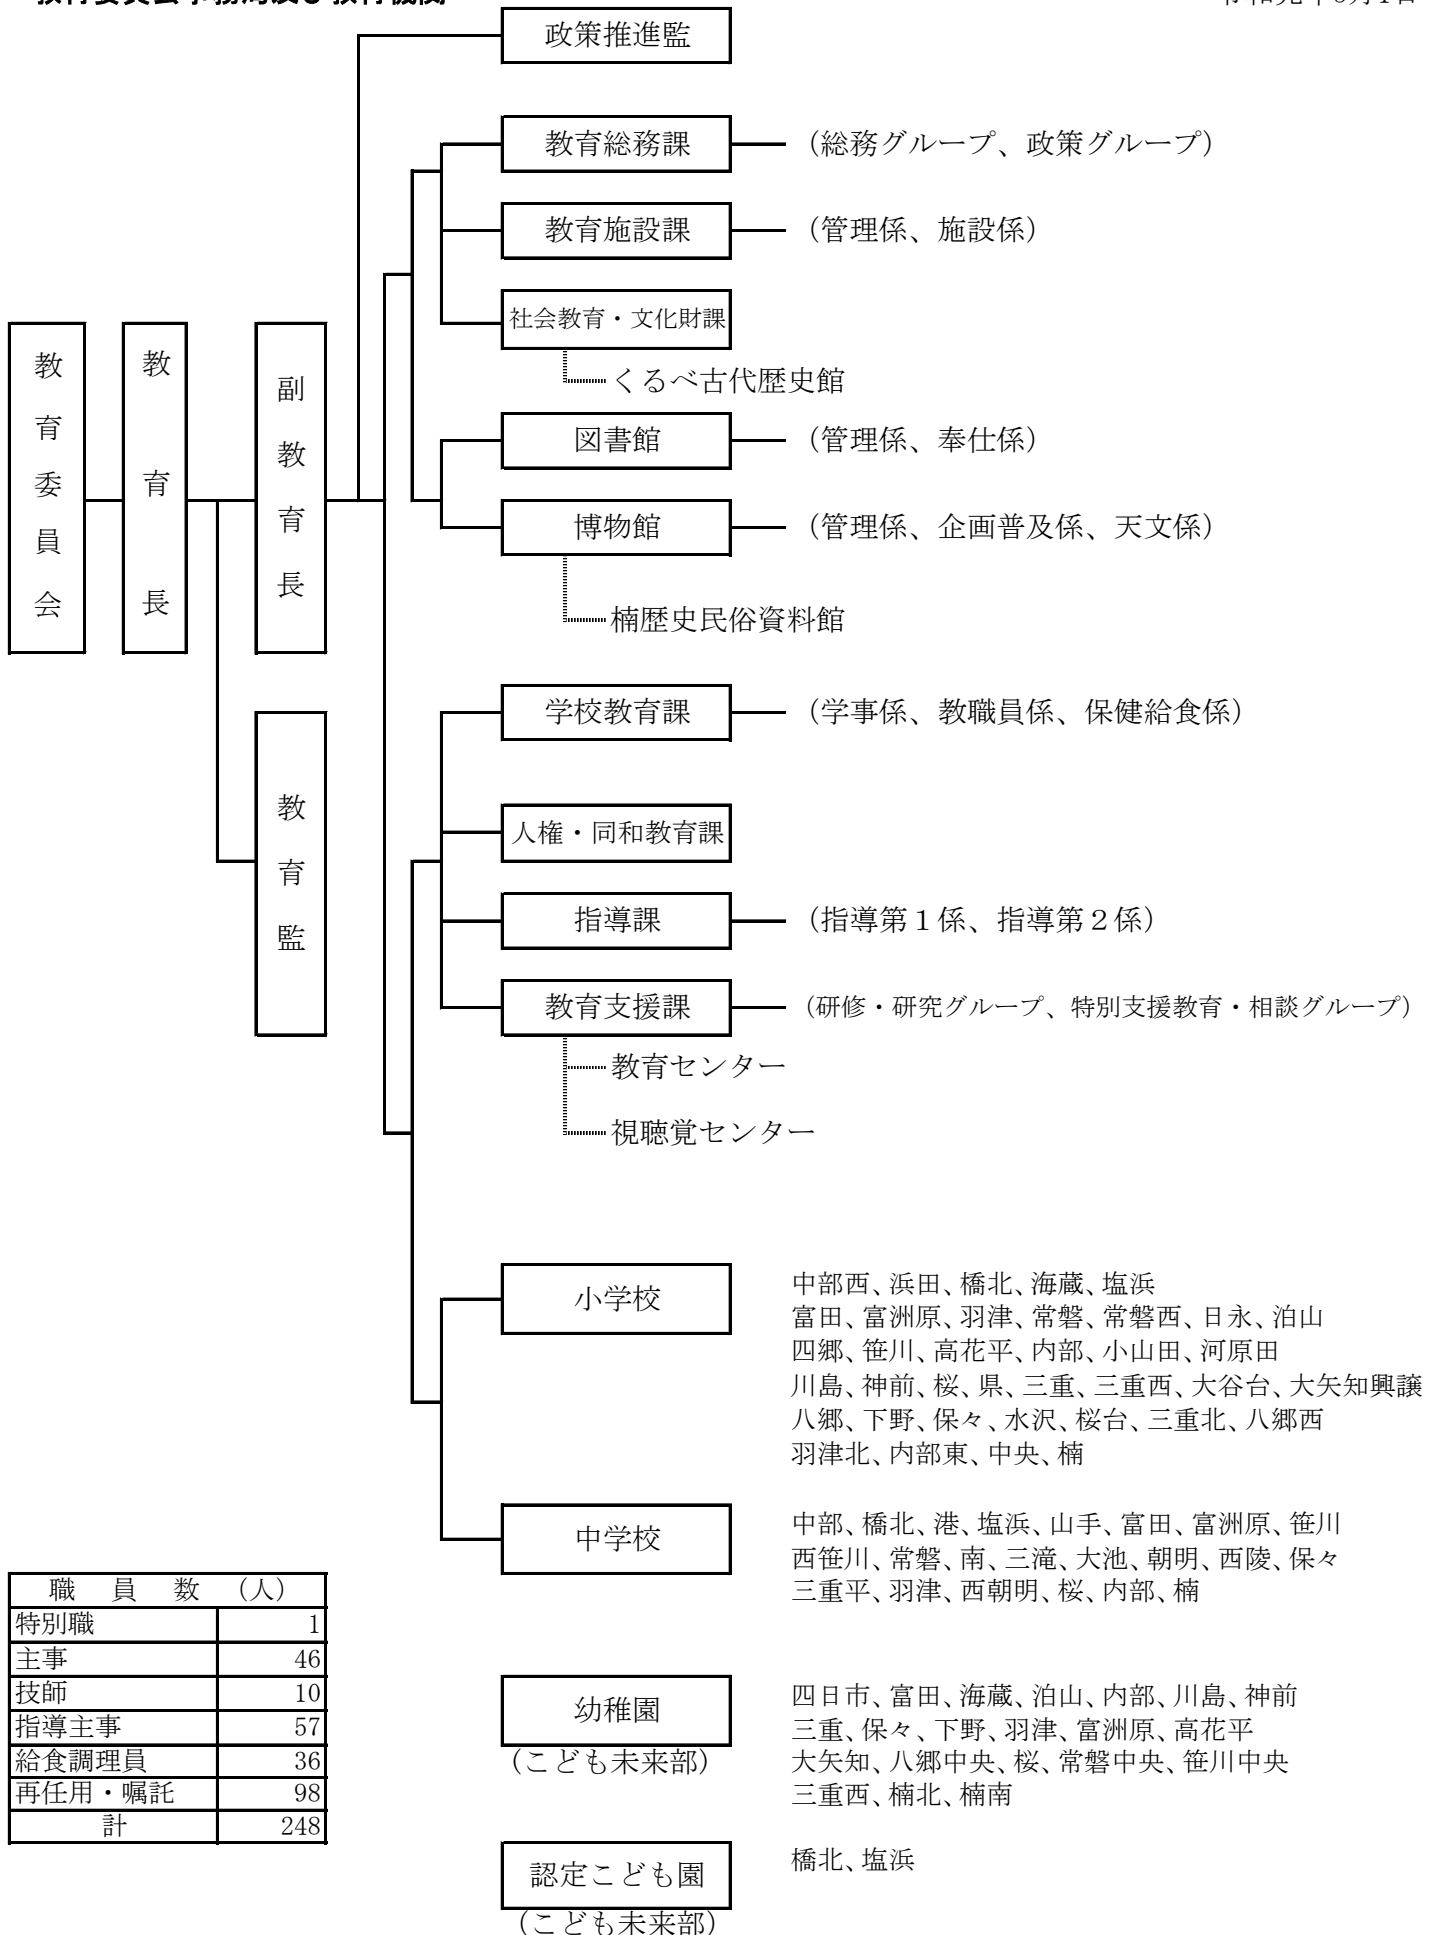 教育委員会事務局及び教育機関
政策推進監
教育総務課
(総務グループ、政策グループ)
教育施設課
(管理係、施設係)
社会教育・文化財課
くるべ古代歴史館
教育委員会
教育長
副教育長
図書館
(管理係、奉仕係)
博物館
(管理係、企画普及係、天文係)
楠歴史民俗資料館
学校教育課
(学事係、教職員係、保健給食係)
教育監
人権・同和教育課
指導課
(指導第1係、指導第2係)
教育支援課
(研修・研究グループ、特別支援教育・相談グループ)
教育センター
視聴覚センター
小学校
中部西、浜田、橋北、海蔵、塩浜
富田、富洲原、羽津、常磐、常磐西、日永、泊山
四郷、笹川、高花平、内部、小山田、河原田
川島、神前、桜、県、三重、三重西、大谷台、大矢知興譲
八郷、下野、保々、水沢、桜台、三重北、八郷西
羽津北、内部東、中央、楠
中学校
中部、橋北、港、塩浜、山手、富田、富洲原、笹川
西笹川、常磐、南、三滝、大池、朝明、西陵、保々
三重平、羽津、西朝明、桜、内部、楠
職 員 数 (人)
特別職 1
主事 46
技師 10
指導主事 57
給食調理員 36
再任用・嘱託 98
計 248
幼稚園
(こども未来部)
四日市、富田、海蔵、泊山、内部、川島、神前
三重、保々、下野、羽津、富洲原、高花平
大矢知、八郷中央、桜、常磐中央、笹川中央
三重西、楠北、楠南
認定こども園
(こども未来部)
橋北、塩浜